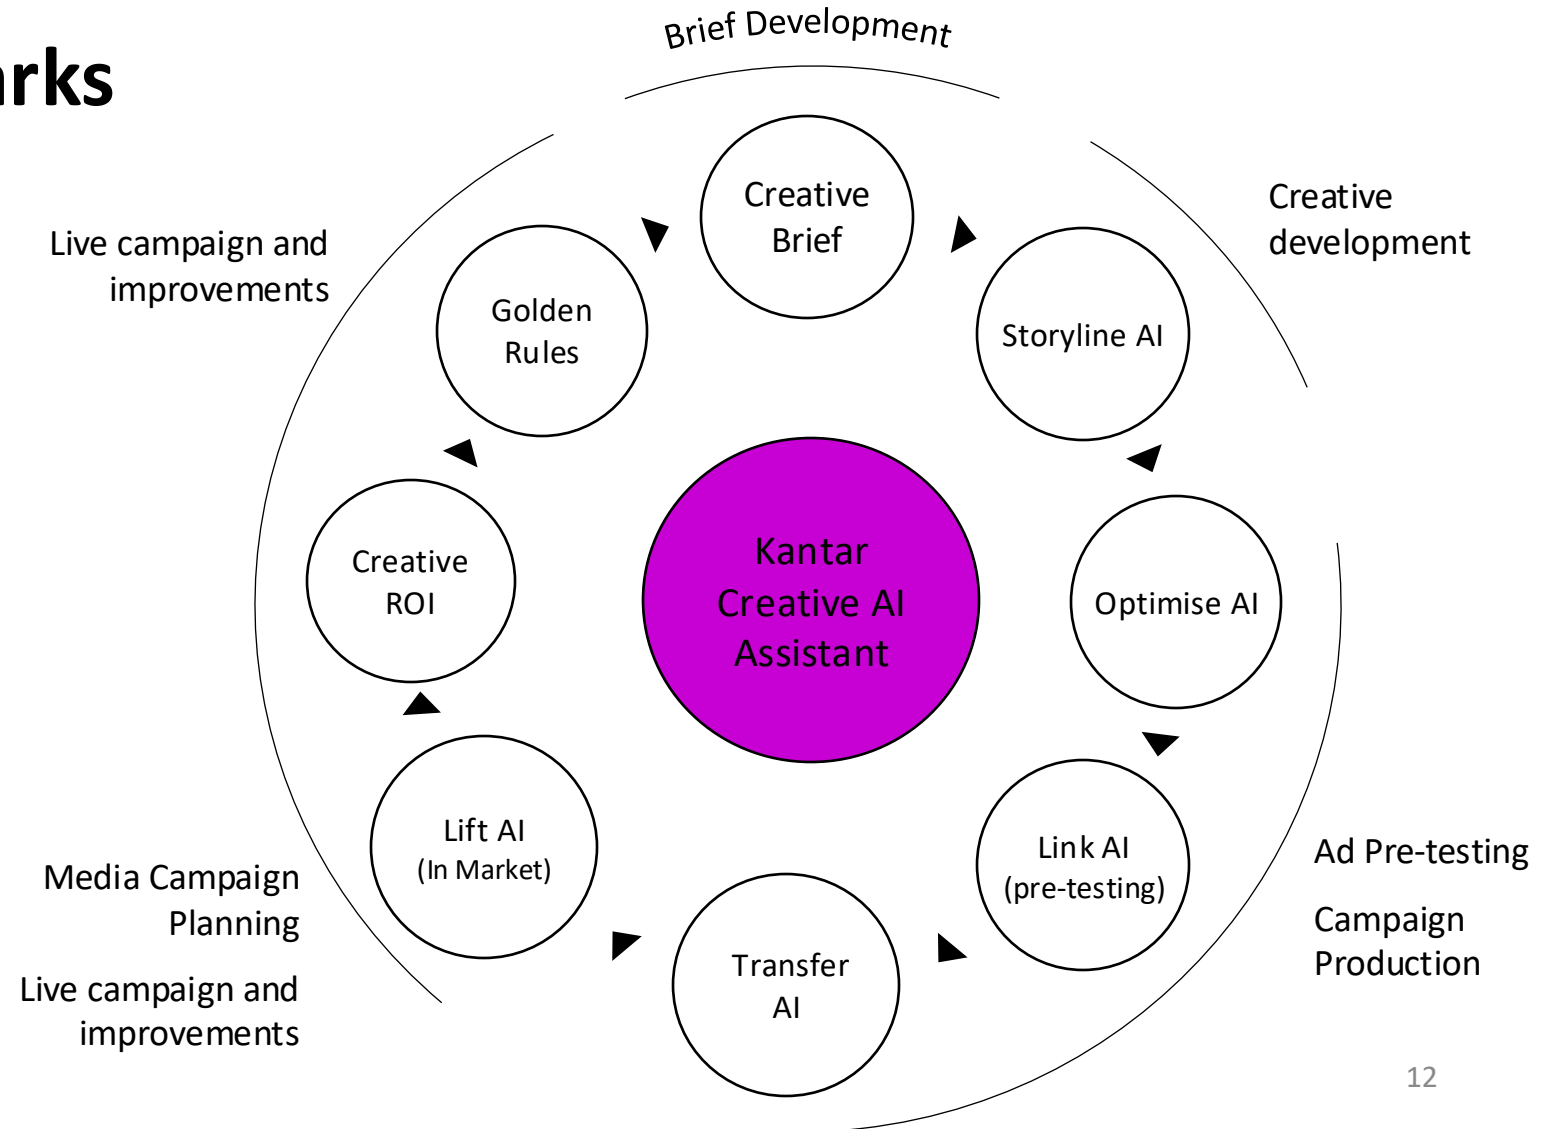 arks
Brief Development
Creative
Brief
Creative
development
Live campaign and
improvements
Golden
Rules
Storyline AI
Creative
ROI
Kantar
Creative AI
Assistant
Optimise AI
Lift AI
(In Market)
Link AI
(pre-testing)
Ad Pre-testing
Campaign
Production
Media Campaign
Planning
Live campaign and
improvements
Transfer
AI
12